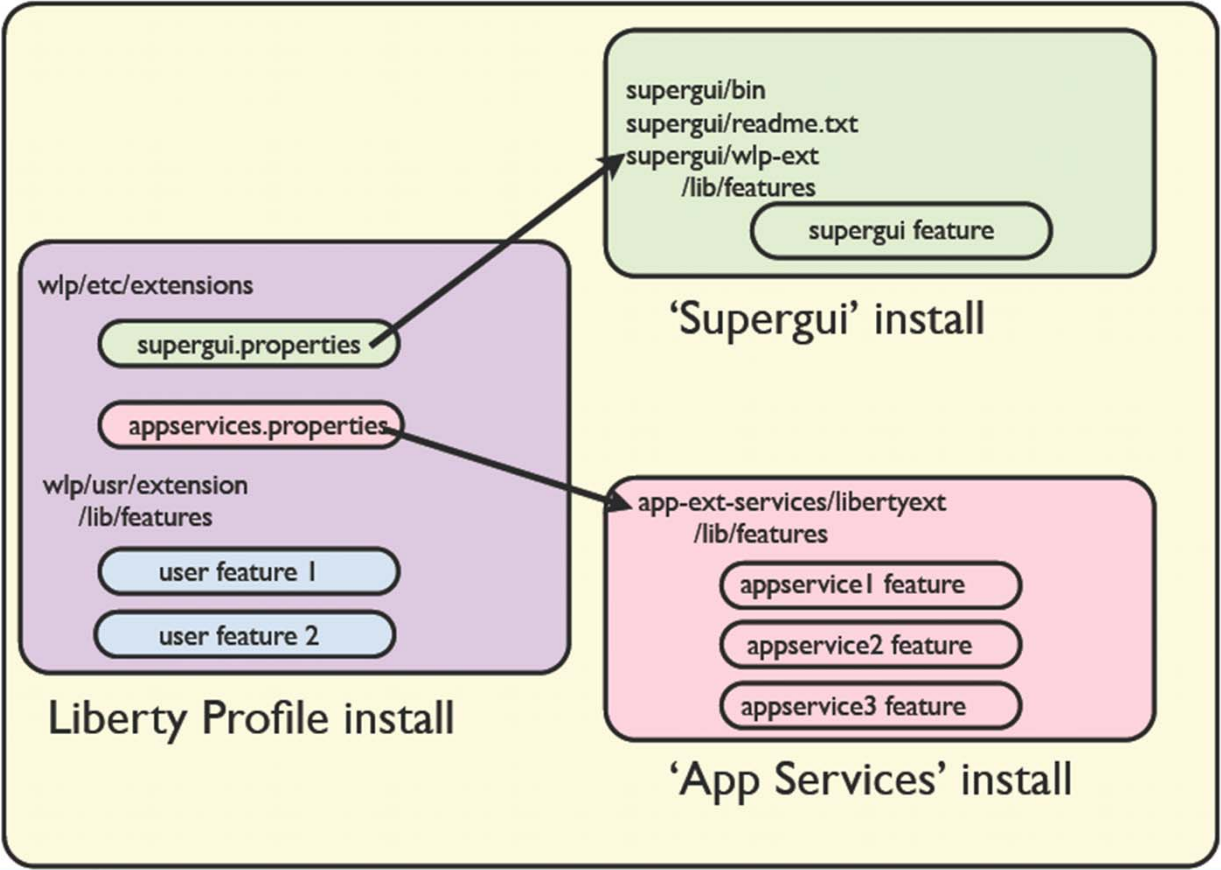 supergui/bin
supergui/readme.txt
supergui/wlp-ext
/lib/features
supergui feature
'Supergui' install
wlp/etc/extensions
supergui.properties
appservices.properties
wlp/usr/extension
/lib/features
user feature 1
user feature 2
Liberty Profile install
app-ext-services/libertyext
/lib/features
appservice1 feature
appservice2 feature
appservice3 feature
'App Services' install